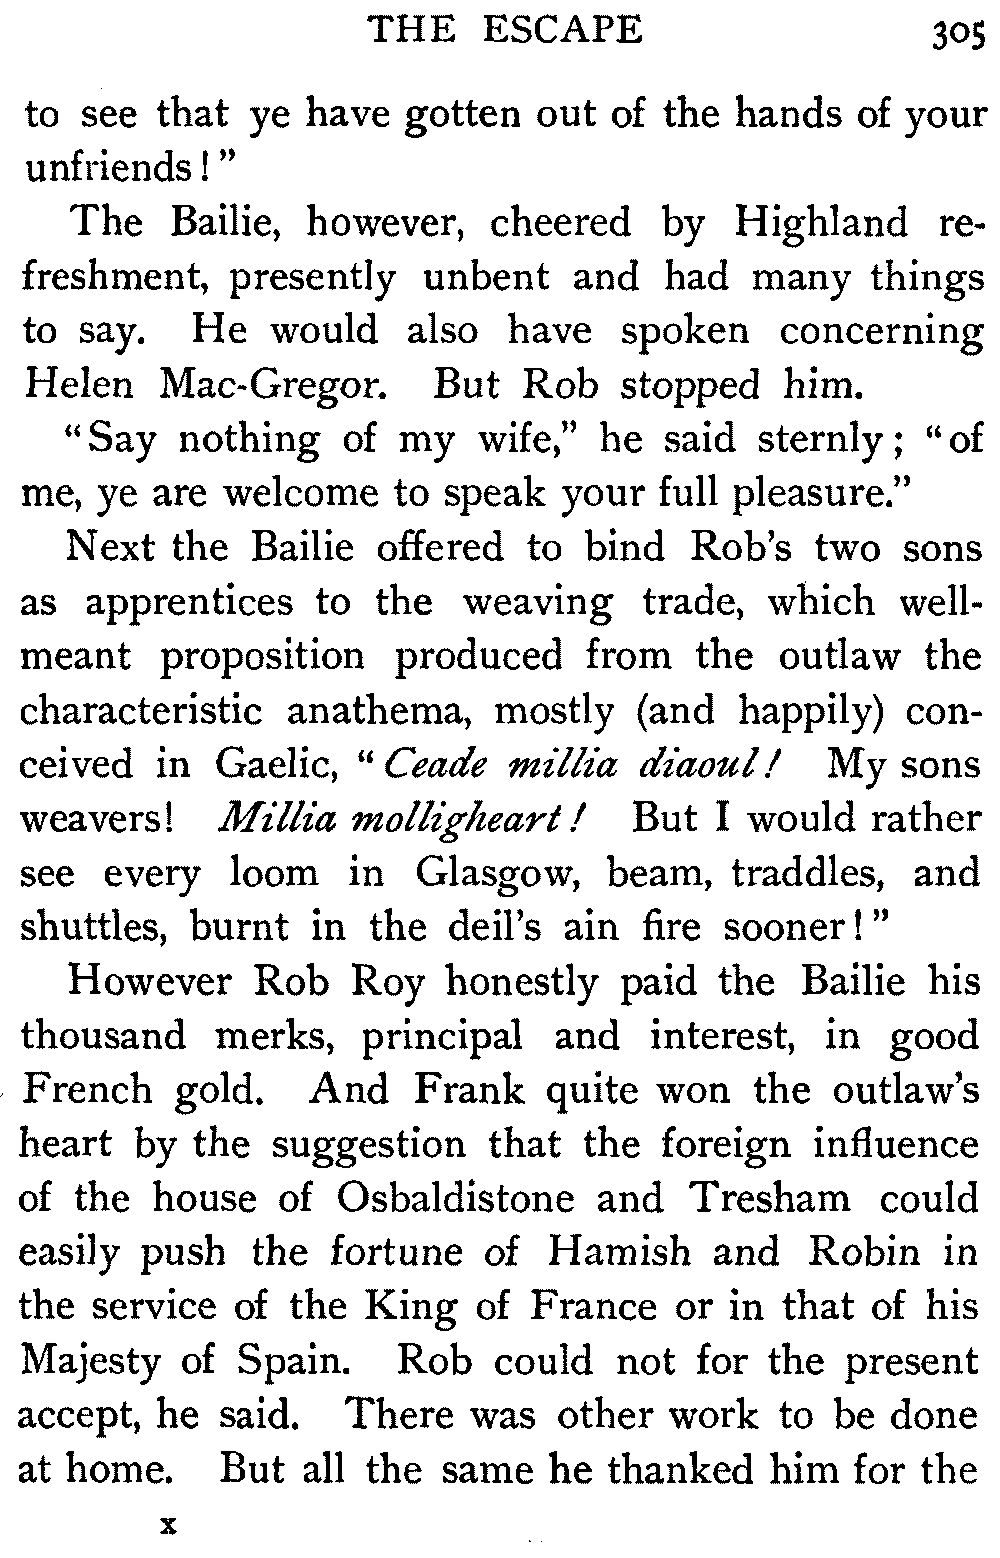 THE ESCAPE 305
to see that ye have gotten out of the hands of your
unfriends!"
The Bailie, however, cheered by Highland re-
freshment, presently unbent and had many things
to say. He would also have spoken concerning
Helen Mac-Gregor. But Rob stopped him.
"Say nothing of my wife," he said sternly; "of
me, ye are welcome to speak your full pleasure."
Next the Bailie offered to bind Rob's two sons
as apprentices to the weaving trade, which well-
meant proposition produced from the outlaw the
characteristic anathema, mostly (and happily) con-
ceived in Gaelic, "Ceade millia diaoul! My sons
weavers! Millia molligheart! But I would rather
see every loom in Glasgow, beam, traddles, and
shuttles, burnt in the deil's ain fire sooner!"
However Rob Roy honestly paid the Bailie his
thousand merks, principal and interest, in good
French gold. And Frank quite won the outlaw's
heart by the suggestion that the foreign influence
of the house of Osbaldistone and Tresham could
easily push the fortune of Hamish and Robin in
the service of the King of France or in that of his
Majesty of Spain. Rob could not for the present
accept, he said. There was other work to be done
at home. But all the same he thanked him for the
x